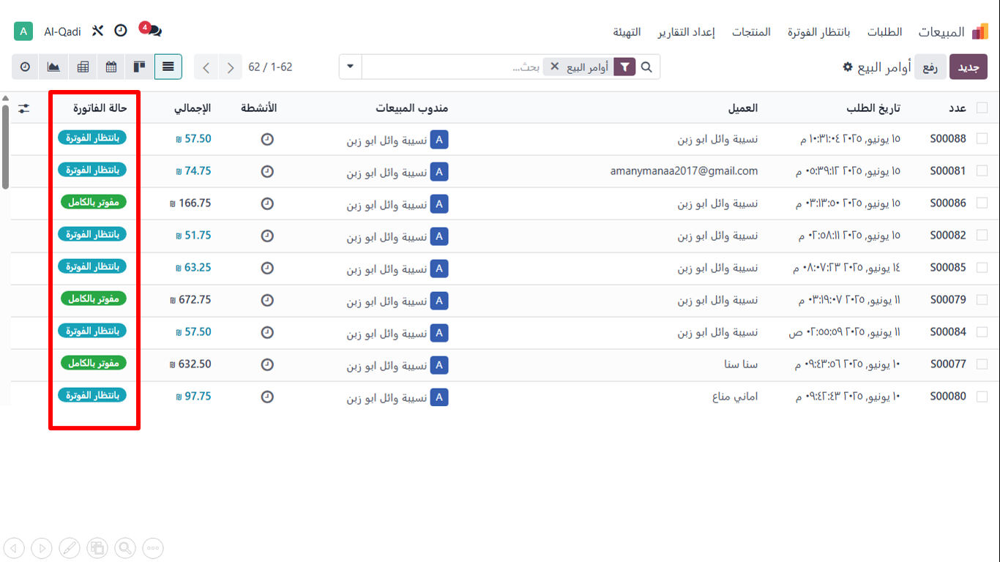 المبيعات الطلبات بانتظار الفوترة المنتجات إعداد التقارير التهيئة 4 Al-Qadi A
جديد رفع أوامر البيع أوامر البيع بحث... 62 / 1-62
عدد تاريخ الطلب العميل مندوب المبيعات الأنشطة الإجمالي حالة الفاتورة
S00088 ١٥ يونيو, ٢٠٢٥ ١٠:٣١:٠٤ م نسيبة وائل ابو زبن A نسيبة وائل ابو زبن 57.50 ₪ بانتظار الفوترة
S00081 ١٥ يونيو, ٢٠٢٥ ٠٥:٣٩:١٢ م amanymanaa2017@gmail.com A نسيبة وائل ابو زبن 74.75 ₪ بانتظار الفوترة
S00086 ١٥ يونيو, ٢٠٢٥ ٠٣:١٣:٥٠ م نسيبة وائل ابو زبن A نسيبة وائل ابو زبن 166.75 ₪ مفوتر بالكامل
S00082 ١٥ يونيو, ٢٠٢٥ ٠٢:٥٨:١١ م نسيبة وائل ابو زبن A نسيبة وائل ابو زبن 51.75 ₪ بانتظار الفوترة
S00085 ١٤ يونيو, ٢٠٢٥ ٠٨:٠٧:٢٣ م نسيبة وائل ابو زبن A نسيبة وائل ابو زبن 63.25 ₪ بانتظار الفوترة
S00079 ١١ يونيو, ٢٠٢٥ ٠٣:١٩:٠٧ م نسيبة وائل ابو زبن A نسيبة وائل ابو زبن 672.75 ₪ مفوتر بالكامل
S00084 ١١ يونيو, ٢٠٢٥ ٠٢:٥٥:٥٩ ص نسيبة وائل ابو زبن A نسيبة وائل ابو زبن 57.50 ₪ بانتظار الفوترة
S00077 ١٠ يونيو, ٢٠٢٥ ٠٩:٤٣:٥٦ م سنا سنا A نسيبة وائل ابو زبن 632.50 ₪ مفوتر بالكامل
S00080 ١٠ يونيو, ٢٠٢٥ ٠٩:٤٢:٤٣ م اماني مناع A نسيبة وائل ابو زبن 97.75 ₪ بانتظار الفوترة